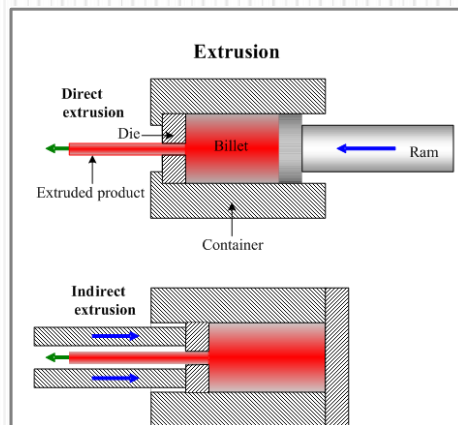 Extrusion
Direct
extrusion
Die
Billet
Ram
Extruded product
Container
Indirect
extrusion